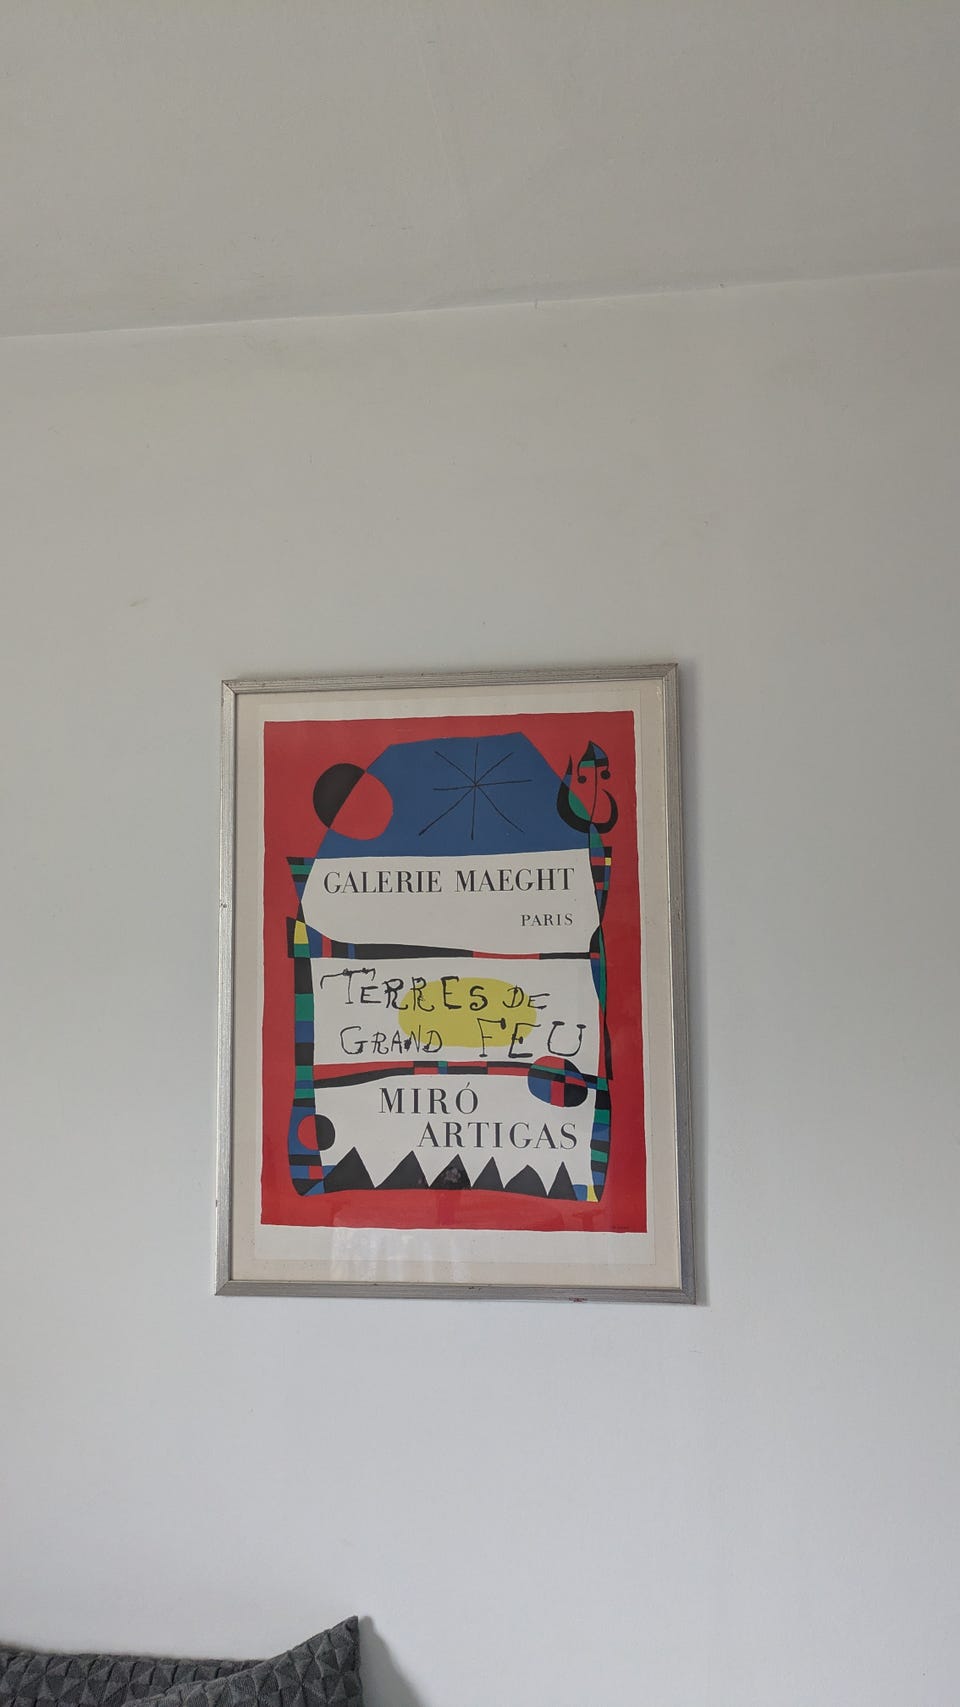 GALERIE MAEGHT
PARIS
TERRES DE
GRAND FEU
MIRÓ
ARTIGAS